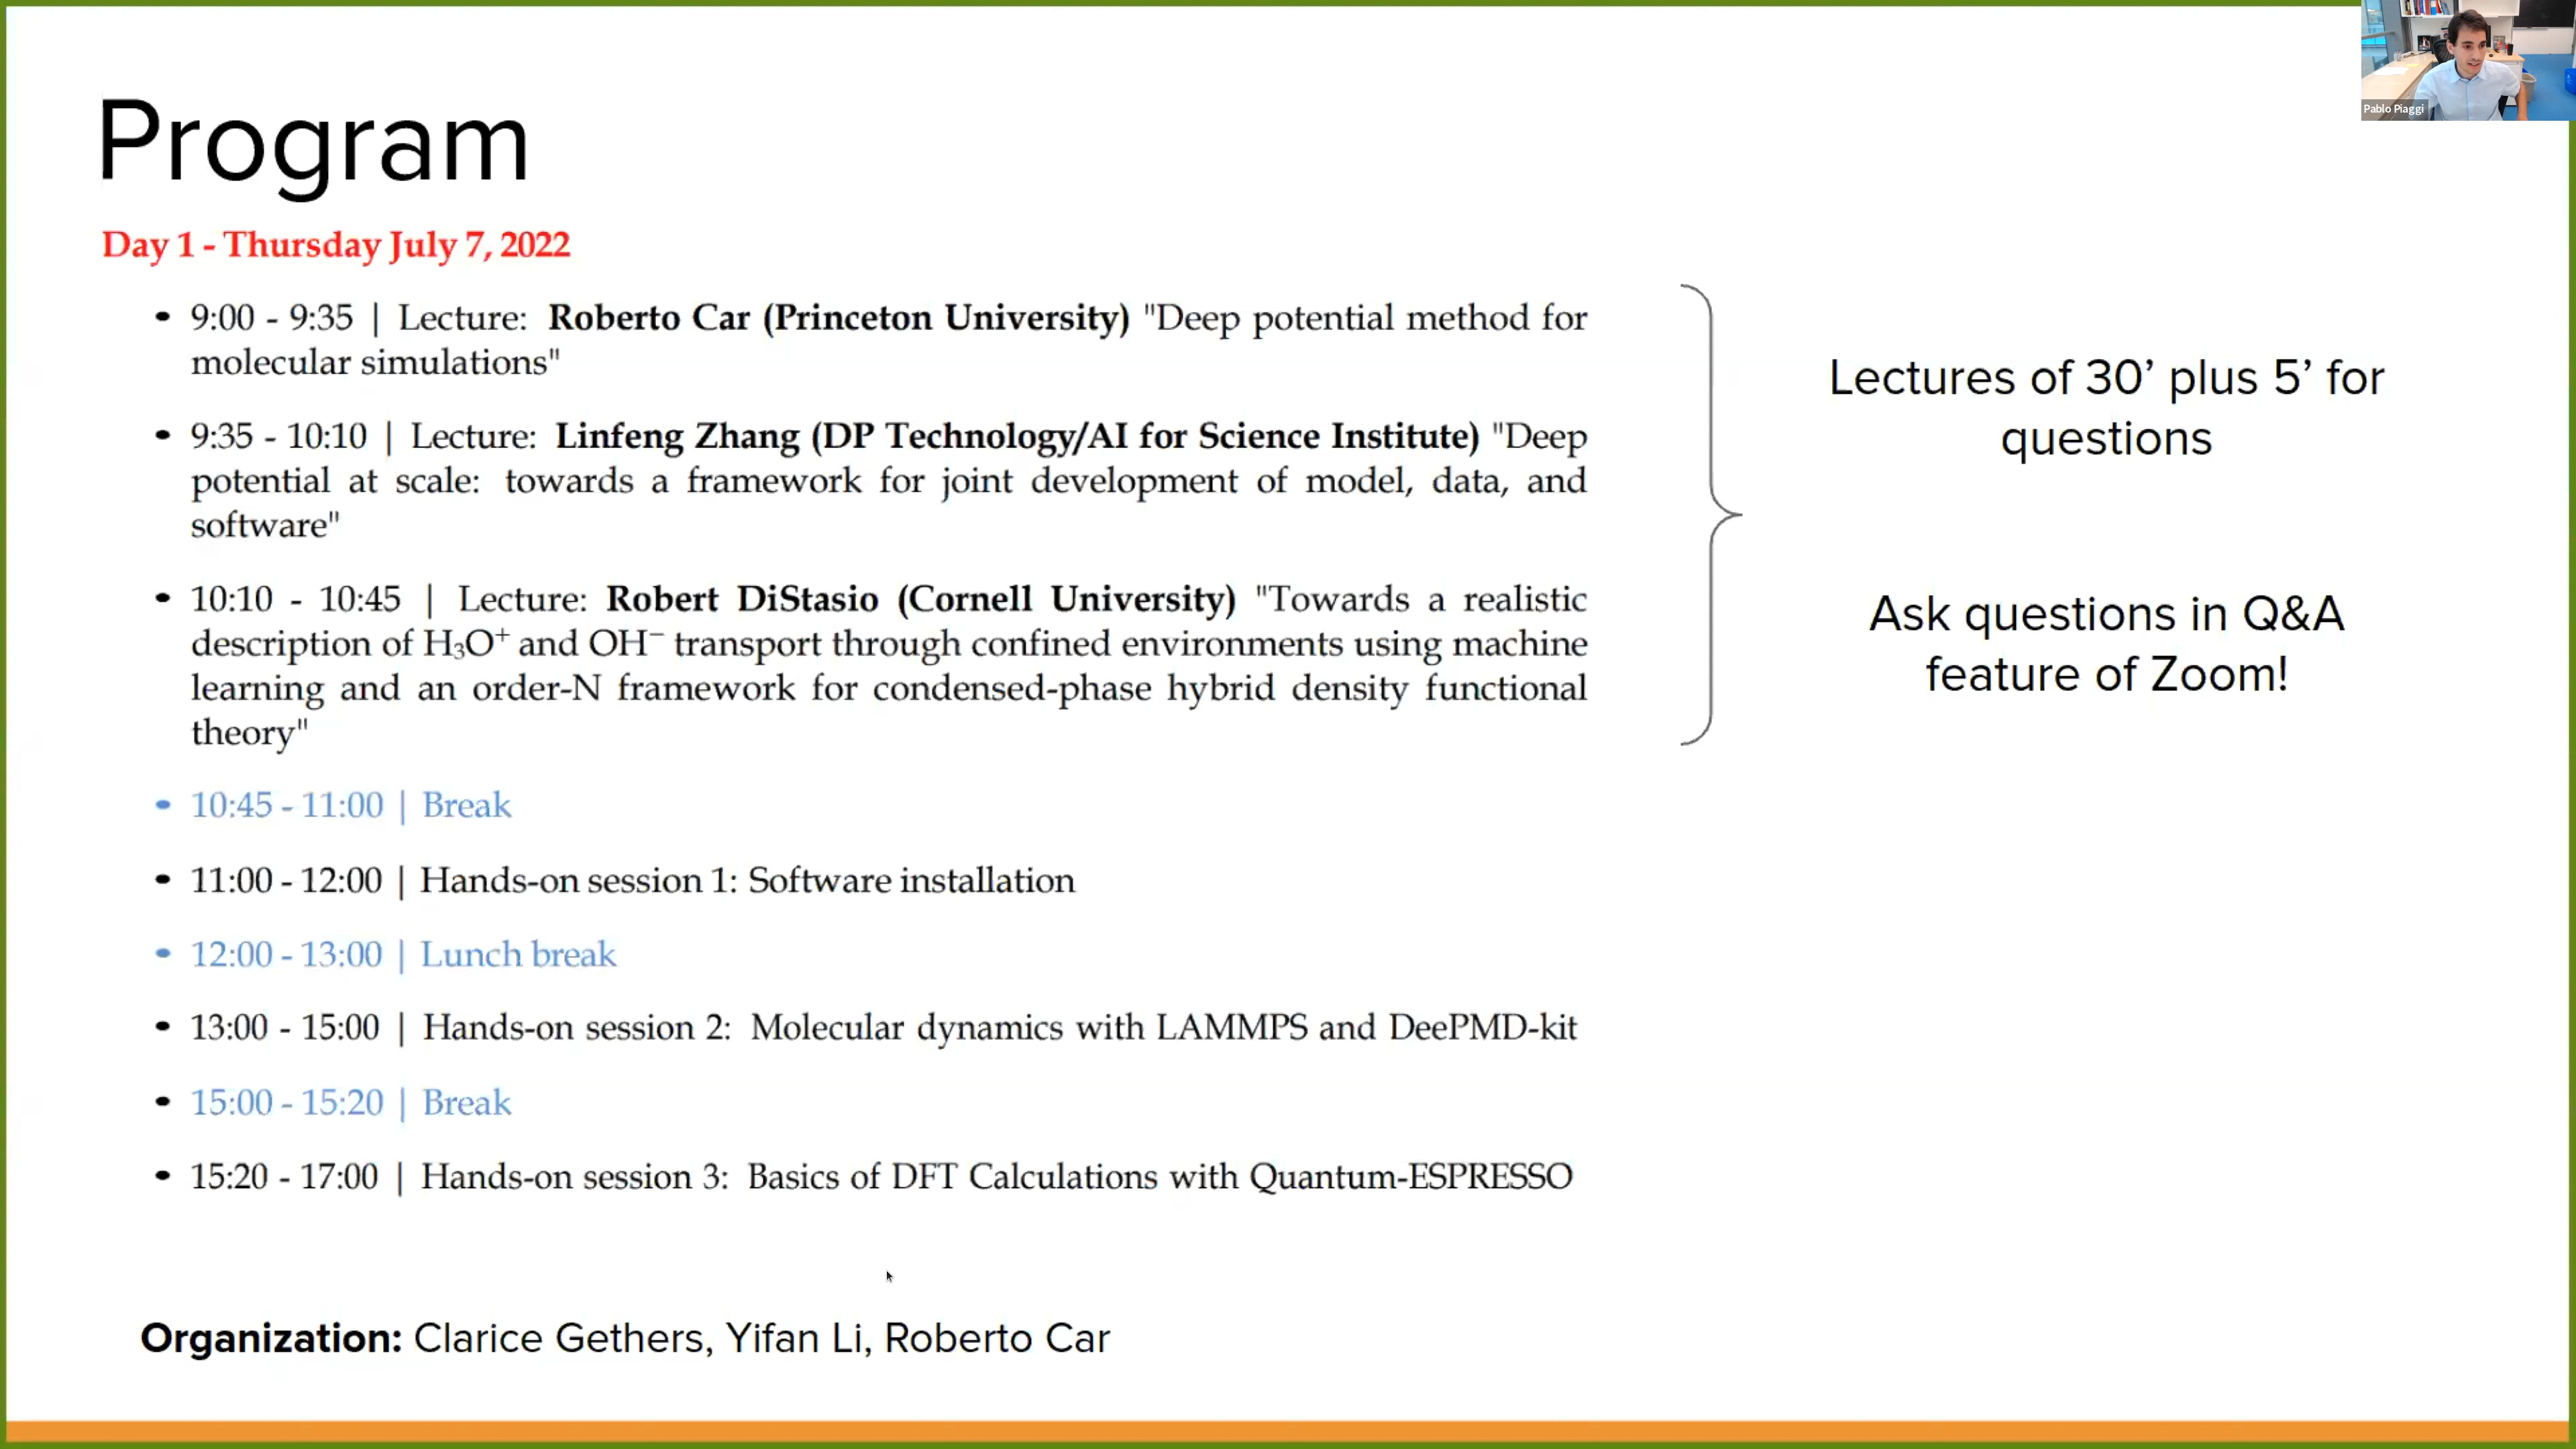 Program
Pablo Piaggi
Day 1 - Thursday July 7, 2022
• 9:00 - 9:35 | Lecture: Roberto Car (Princeton University) "Deep potential method for
molecular simulations"
• 9:35 - 10:10 | Lecture: Linfeng Zhang (DP Technology/AI for Science Institute) "Deep
potential at scale: towards a framework for joint development of model, data, and
software"
• 10:10 - 10:45 | Lecture: Robert DiStasio (Cornell University) "Towards a realistic
description of H₃O⁺ and OH⁻ transport through confined environments using machine
learning and an order-N framework for condensed-phase hybrid density functional
theory"
Lectures of 30’ plus 5’ for
questions
Ask questions in Q&A
feature of Zoom!
• 10:45 - 11:00 | Break
• 11:00 - 12:00 | Hands-on session 1: Software installation
• 12:00 - 13:00 | Lunch break
• 13:00 - 15:00 | Hands-on session 2: Molecular dynamics with LAMMPS and DeePMD-kit
• 15:00 - 15:20 | Break
• 15:20 - 17:00 | Hands-on session 3: Basics of DFT Calculations with Quantum-ESPRESSO
Organization: Clarice Gethers, Yifan Li, Roberto Car